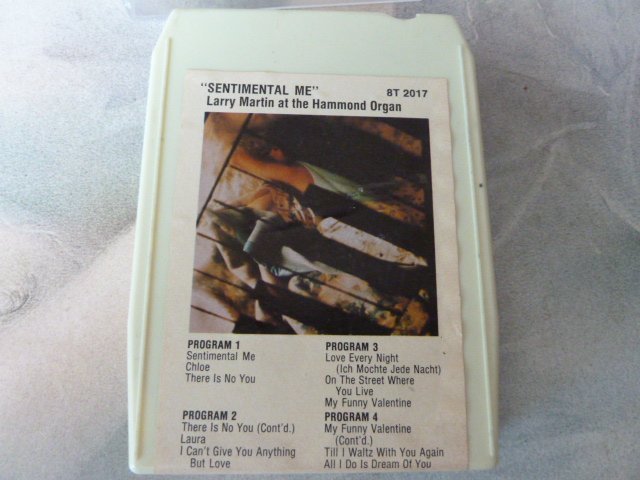 "SENTIMENTAL ME" 8T 2017
Larry Martin at the Hammond Organ
PROGRAM 1
Sentimental Me
Chloe
There Is No You
PROGRAM 2
There Is No You (Cont'd.)
Laura
I Can't Give You Anything
But Love
PROGRAM 3
Love Every Night
(Ich Mochte Jede Nacht)
On The Street Where
You Live
My Funny Valentine
PROGRAM 4
My Funny Valentine
(Cont'd.)
Till I Waltz With You Again
All I Do Is Dream Of You